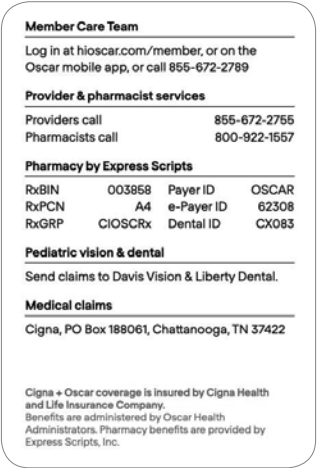 Member Care Team
Log in at hioscar.com/member, or on the
Oscar mobile app, or call 855-672-2789
Provider & pharmacist services
Providers call 855-672-2755
Pharmacists call 800-922-1557
Pharmacy by Express Scripts
RxBIN 003858 Payer ID OSCAR
RxPCN A4 e-Payer ID 62308
RxGRP CIOSCRx Dental ID CX083
Pediatric vision & dental
Send claims to Davis Vision & Liberty Dental.
Medical claims
Cigna, PO Box 188061, Chattanooga, TN 37422
Cigna + Oscar coverage is insured by Cigna Health
and Life Insurance Company.
Benefits are administered by Oscar Health
Administrators. Pharmacy benefits are provided by
Express Scripts, Inc.